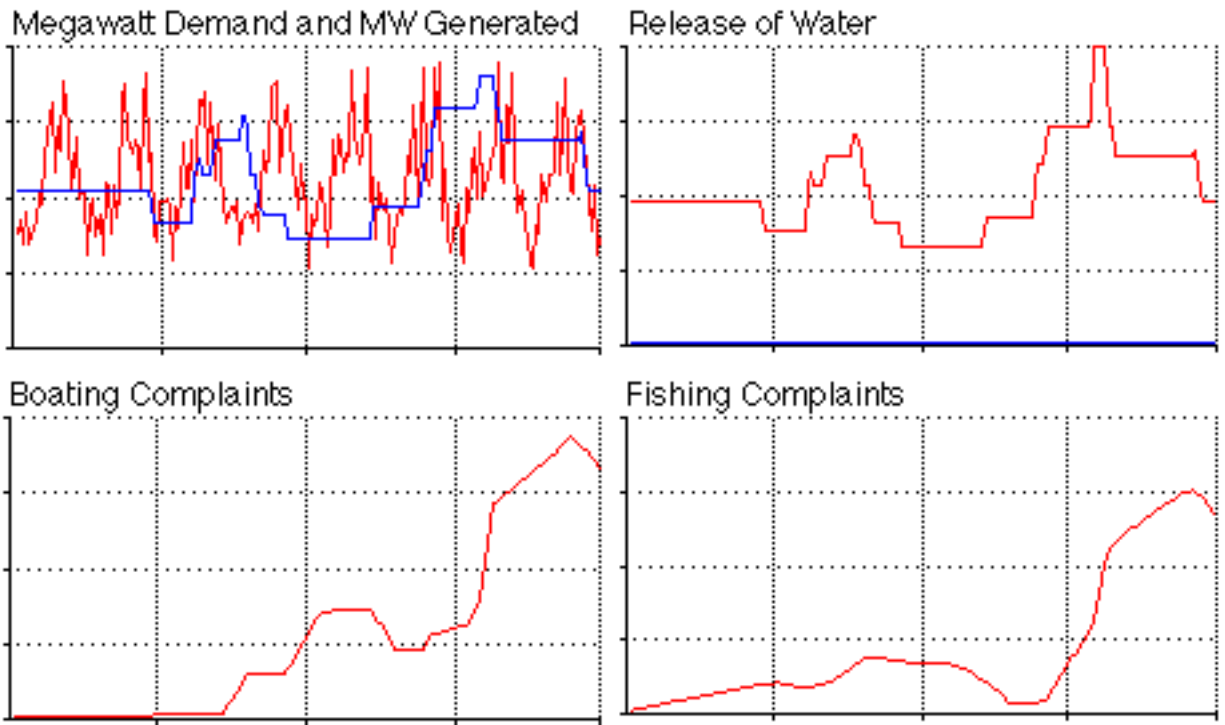 Megawatt Demand and MW Generated
Release of Water
Boating Complaints
Fishing Complaints